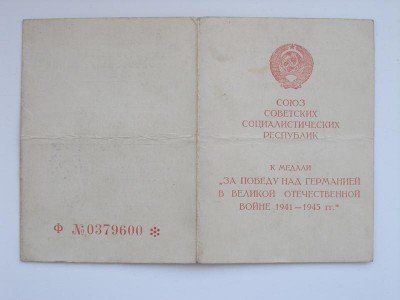 Ф №0379600 *
СОЮЗ
СОВЕТСКИХ
СОЦИАЛИСТИЧЕСКИХ
РЕСПУБЛИК
К МЕДАЛИ
„ЗА ПОБЕДУ НАД ГЕРМАНИЕЙ
В ВЕЛИКОЙ ОТЕЧЕСТВЕННОЙ
ВОЙНЕ 1941—1945 гг.“